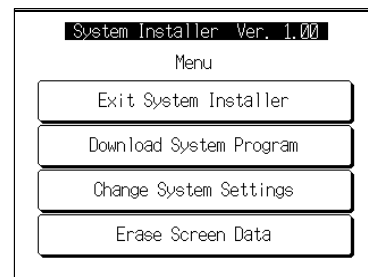 System Installer Ver. 1.00
Menu
Exit System Installer
Download System Program
Change System Settings
Erase Screen Data